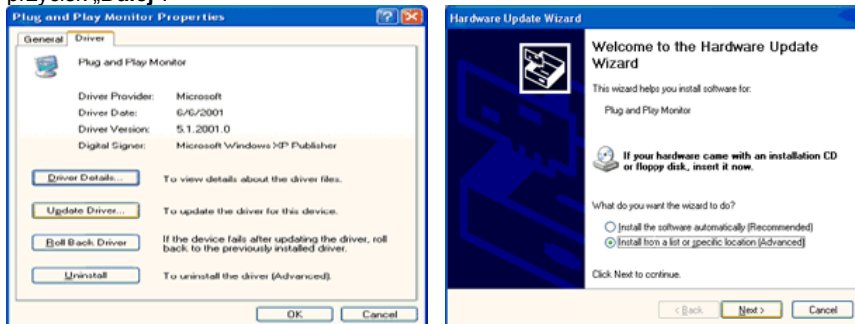 przycisk „Dalej”.
Plug and Play Monitor Properties
General Driver
Plug and Play Monitor
Driver Provider: Microsoft
Driver Date: 6/6/2001
Driver Version: 5.1.2001.0
Digital Signer: Microsoft Windows XP Publisher
Driver Details... To view details about the driver files.
Update Driver... To update the driver for this device.
Roll Back Driver If the device fails after updating the driver, roll
back to the previously installed driver.
Uninstall To uninstall the driver (Advanced).
OK Cancel
Hardware Update Wizard
Welcome to the Hardware Update
Wizard
This wizard helps you install software for:
Plug and Play Monitor
If your hardware came with an installation CD
or floppy disk, insert it now.
What do you want the wizard to do?
Install the software automatically (Recommended)
Install from a list or specific location (Advanced)
Click Next to continue.
< Back Next > Cancel